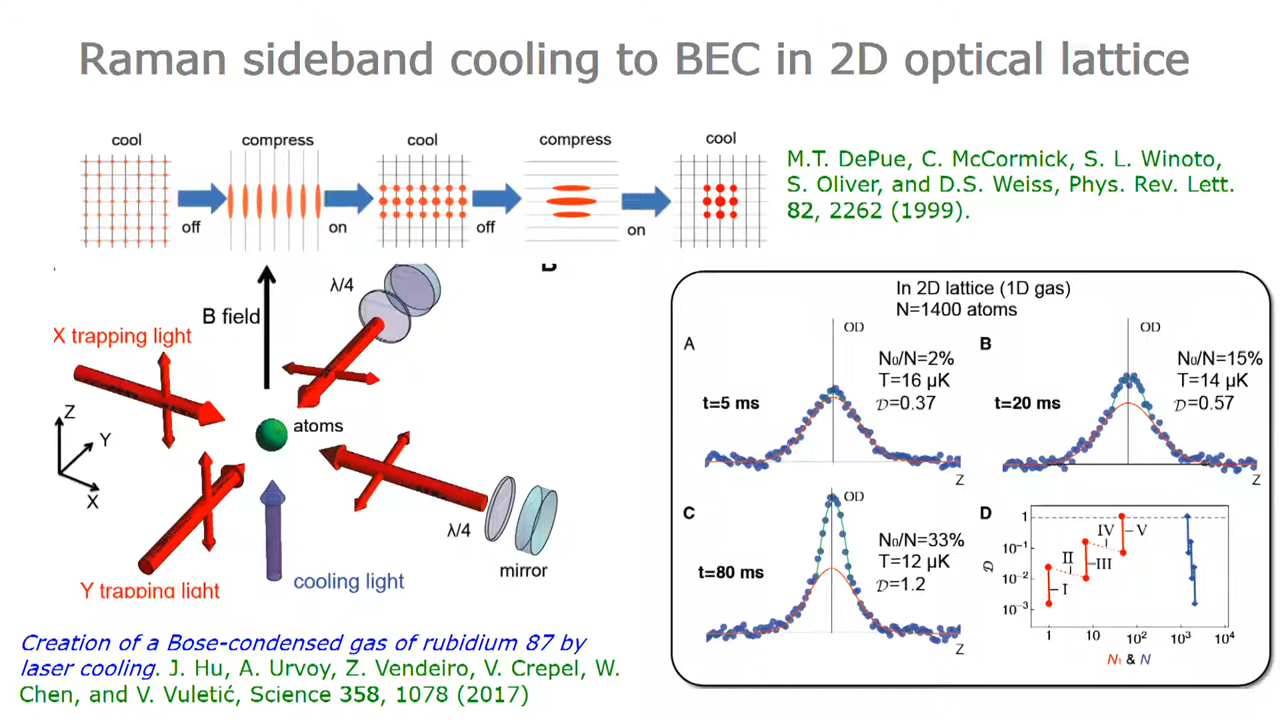 Raman sideband cooling to BEC in 2D optical lattice
cool
compress
cool
compress
cool
off
on
off
on
M.T. DePue, C. McCormick, S. L. Winoto,
S. Oliver, and D.S. Weiss, Phys. Rev. Lett.
82, 2262 (1999).
λ/4
B field
X trapping light
Z
Y
X
atoms
λ/4
mirror
cooling light
Y trapping light
Creation of a Bose-condensed gas of rubidium 87 by
laser cooling. J. Hu, A. Urvoy, Z. Vendeiro, V. Crepel, W.
Chen, and V. Vuletić, Science 358, 1078 (2017)
In 2D lattice (1D gas)
N=1400 atoms
A
OD
N₀/N=2%
T=16 µK
𝒟=0.37
t=5 ms
Z
B
OD
N₀/N=15%
T=14 µK
𝒟=0.57
t=20 ms
Z
C
OD
N₀/N=33%
T=12 µK
𝒟=1.2
t=80 ms
Z
D
𝒟
1
10⁻¹
10⁻²
10⁻³
I
II
III
IV
V
1 10 10² 10³ 10⁴
N₁ & N